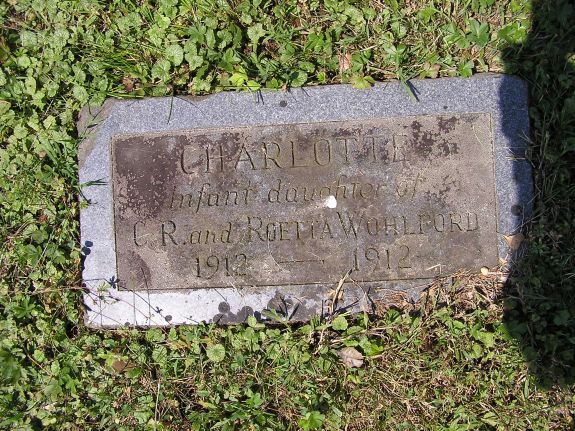 CHARLOTTE
Infant daughter of
C. R. and ROETTA WOHLFORD
1912 — 1912